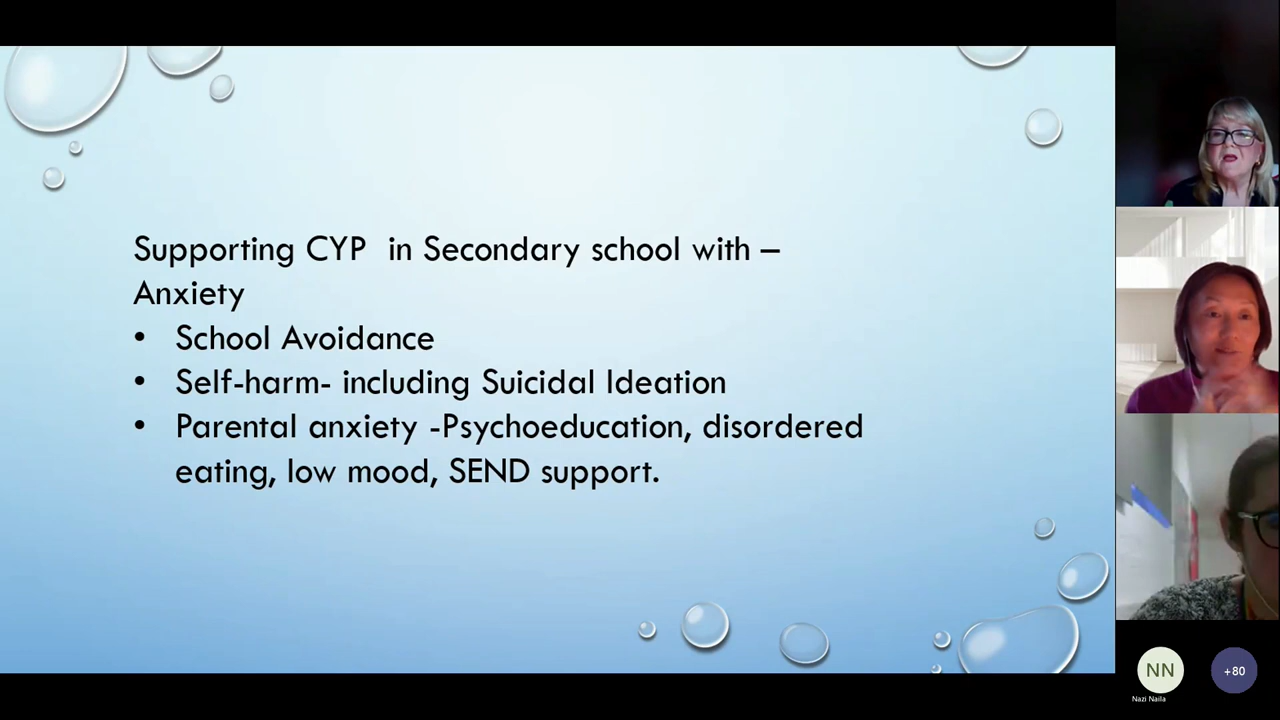 Supporting CYP  in Secondary school with –
Anxiety
• School Avoidance
• Self-harm- including Suicidal Ideation
• Parental anxiety -Psychoeducation, disordered
eating, low mood, SEND support.
NN
+80
Nazi Naila